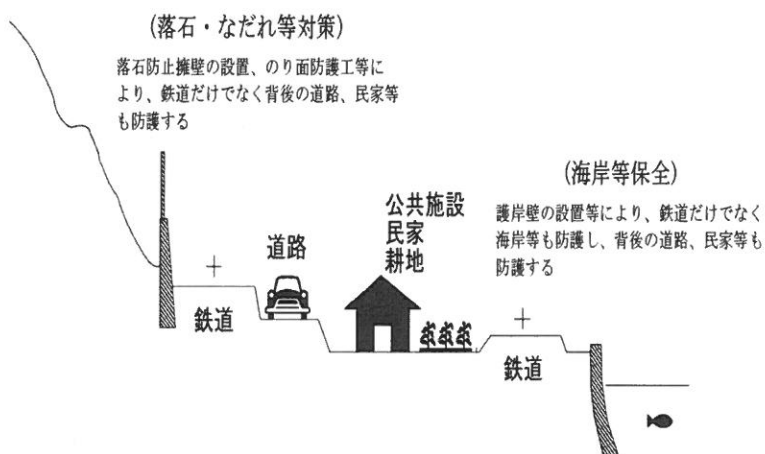 (落石・なだれ等対策)
落石防止擁壁の設置、のり面防護工等に
より、鉄道だけでなく背後の道路、民家等
も防護する
(海岸等保全)
護岸壁の設置等により、鉄道だけでなく
海岸等も防護し、背後の道路、民家等も
防護する
公共施設
民家
耕地
道路
鉄道
鉄道